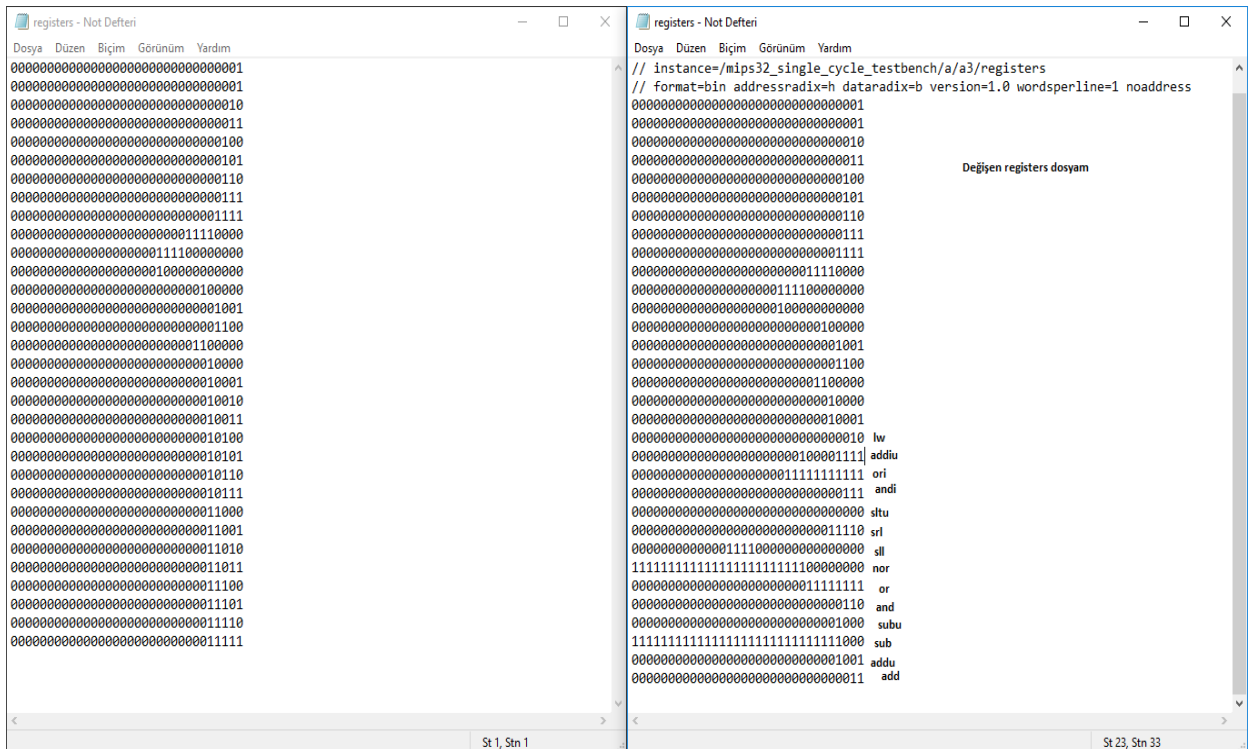 registers - Not Defteri
Dosya Düzen Biçim Görünüm Yardım
00000000000000000000000000000001
00000000000000000000000000000001
00000000000000000000000000000010
00000000000000000000000000000011
00000000000000000000000000000100
00000000000000000000000000000101
00000000000000000000000000000110
00000000000000000000000000000111
00000000000000000000000000001111
00000000000000000000000011110000
00000000000000000000111100000000
00000000000000000000100000000000
00000000000000000000000000100000
00000000000000000000000000001001
00000000000000000000000000001100
00000000000000000000000001100000
00000000000000000000000000010000
00000000000000000000000000010001
00000000000000000000000000010010
00000000000000000000000000010011
00000000000000000000000000010100
00000000000000000000000000010101
00000000000000000000000000010110
00000000000000000000000000010111
00000000000000000000000000011000
00000000000000000000000000011001
00000000000000000000000000011010
00000000000000000000000000011011
00000000000000000000000000011100
00000000000000000000000000011101
00000000000000000000000000011110
00000000000000000000000000011111
St 1, Stn 1
registers - Not Defteri
Dosya Düzen Biçim Görünüm Yardım
// instance=/mips32_single_cycle_testbench/a/a3/registers
// format=bin addressradix=h dataradix=b version=1.0 wordsperline=1 noaddress
00000000000000000000000000000001
00000000000000000000000000000001
00000000000000000000000000000010
00000000000000000000000000000011
Değişen registers dosyam
00000000000000000000000000000100
00000000000000000000000000000101
00000000000000000000000000000110
00000000000000000000000000000111
00000000000000000000000000001111
00000000000000000000000011110000
00000000000000000000111100000000
00000000000000000000100000000000
00000000000000000000000000100000
00000000000000000000000000001001
00000000000000000000000000001100
00000000000000000000000001100000
00000000000000000000000000010000
00000000000000000000000000010001
00000000000000000000000000000010 lw
00000000000000000000000100001111 addiu
00000000000000000000011111111111 ori
00000000000000000000000000000111 andi
00000000000000000000000000000000 sltu
00000000000000000000000000011110 srl
00000000000001111000000000000000 sll
11111111111111111111111100000000 nor
00000000000000000000000011111111 or
00000000000000000000000000000110 and
00000000000000000000000000001000 subu
11111111111111111111111111111000 sub
00000000000000000000000000001001 addu
00000000000000000000000000000011 add
St 23, Stn 33